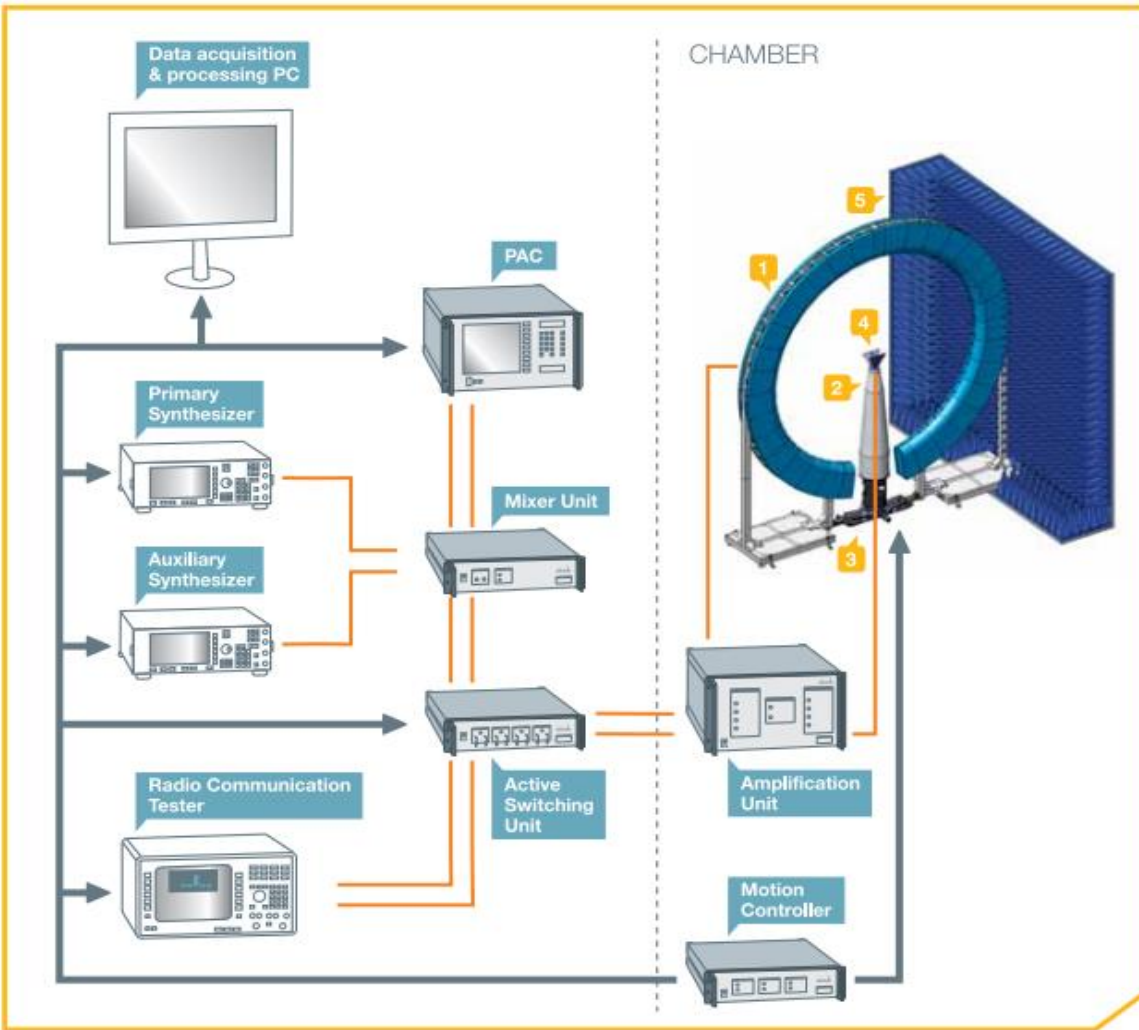 Data acquisition
& processing PC
CHAMBER
5
PAC
1
4
Primary
Synthesizer
2
Mixer Unit
Auxiliary
Synthesizer
3
Radio Communication
Tester
Active
Switching
Unit
Amplification
Unit
Motion
Controller